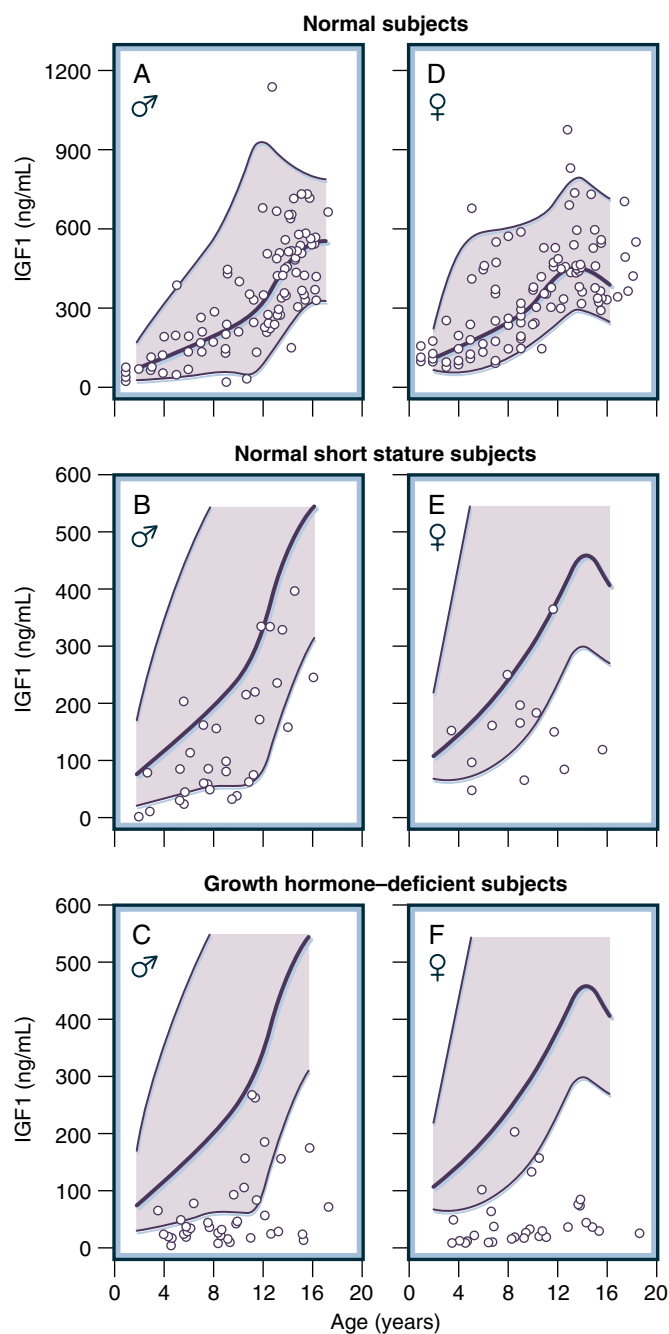 Normal subjects
A
♂
D
♀
IGF1 (ng/mL)
1200
900
600
300
0
0 4 8 12 16 20
0 4 8 12 16 20
Normal short stature subjects
B
♂
E
♀
IGF1 (ng/mL)
600
500
400
300
200
100
0
Growth hormone–deficient subjects
C
♂
F
♀
IGF1 (ng/mL)
600
500
400
300
200
100
0
Age (years)